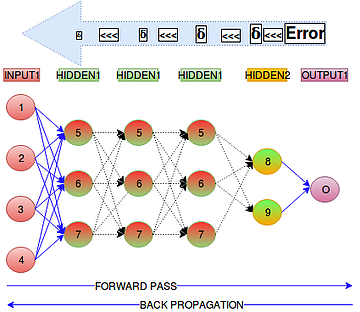 δ <<< δ <<< δ <<< δ <<< Error
INPUT1 HIDDEN1 HIDDEN1 HIDDEN1 HIDDEN2 OUTPUT1
1
5 5 5
2
8
6 6 6 O
3
9
7 7 7
4
FORWARD PASS
BACK PROPAGATION